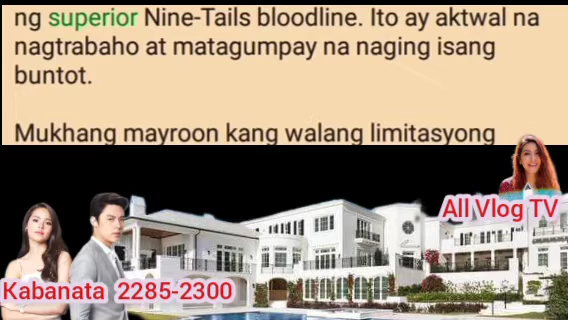 ng superior Nine-Tails bloodline. Ito ay aktwal na
nagtrabaho at matagumpay na naging isang
buntot.
Mukhang mayroon kang walang limitasyong
All Vlog TV
Kabanata 2285-2300